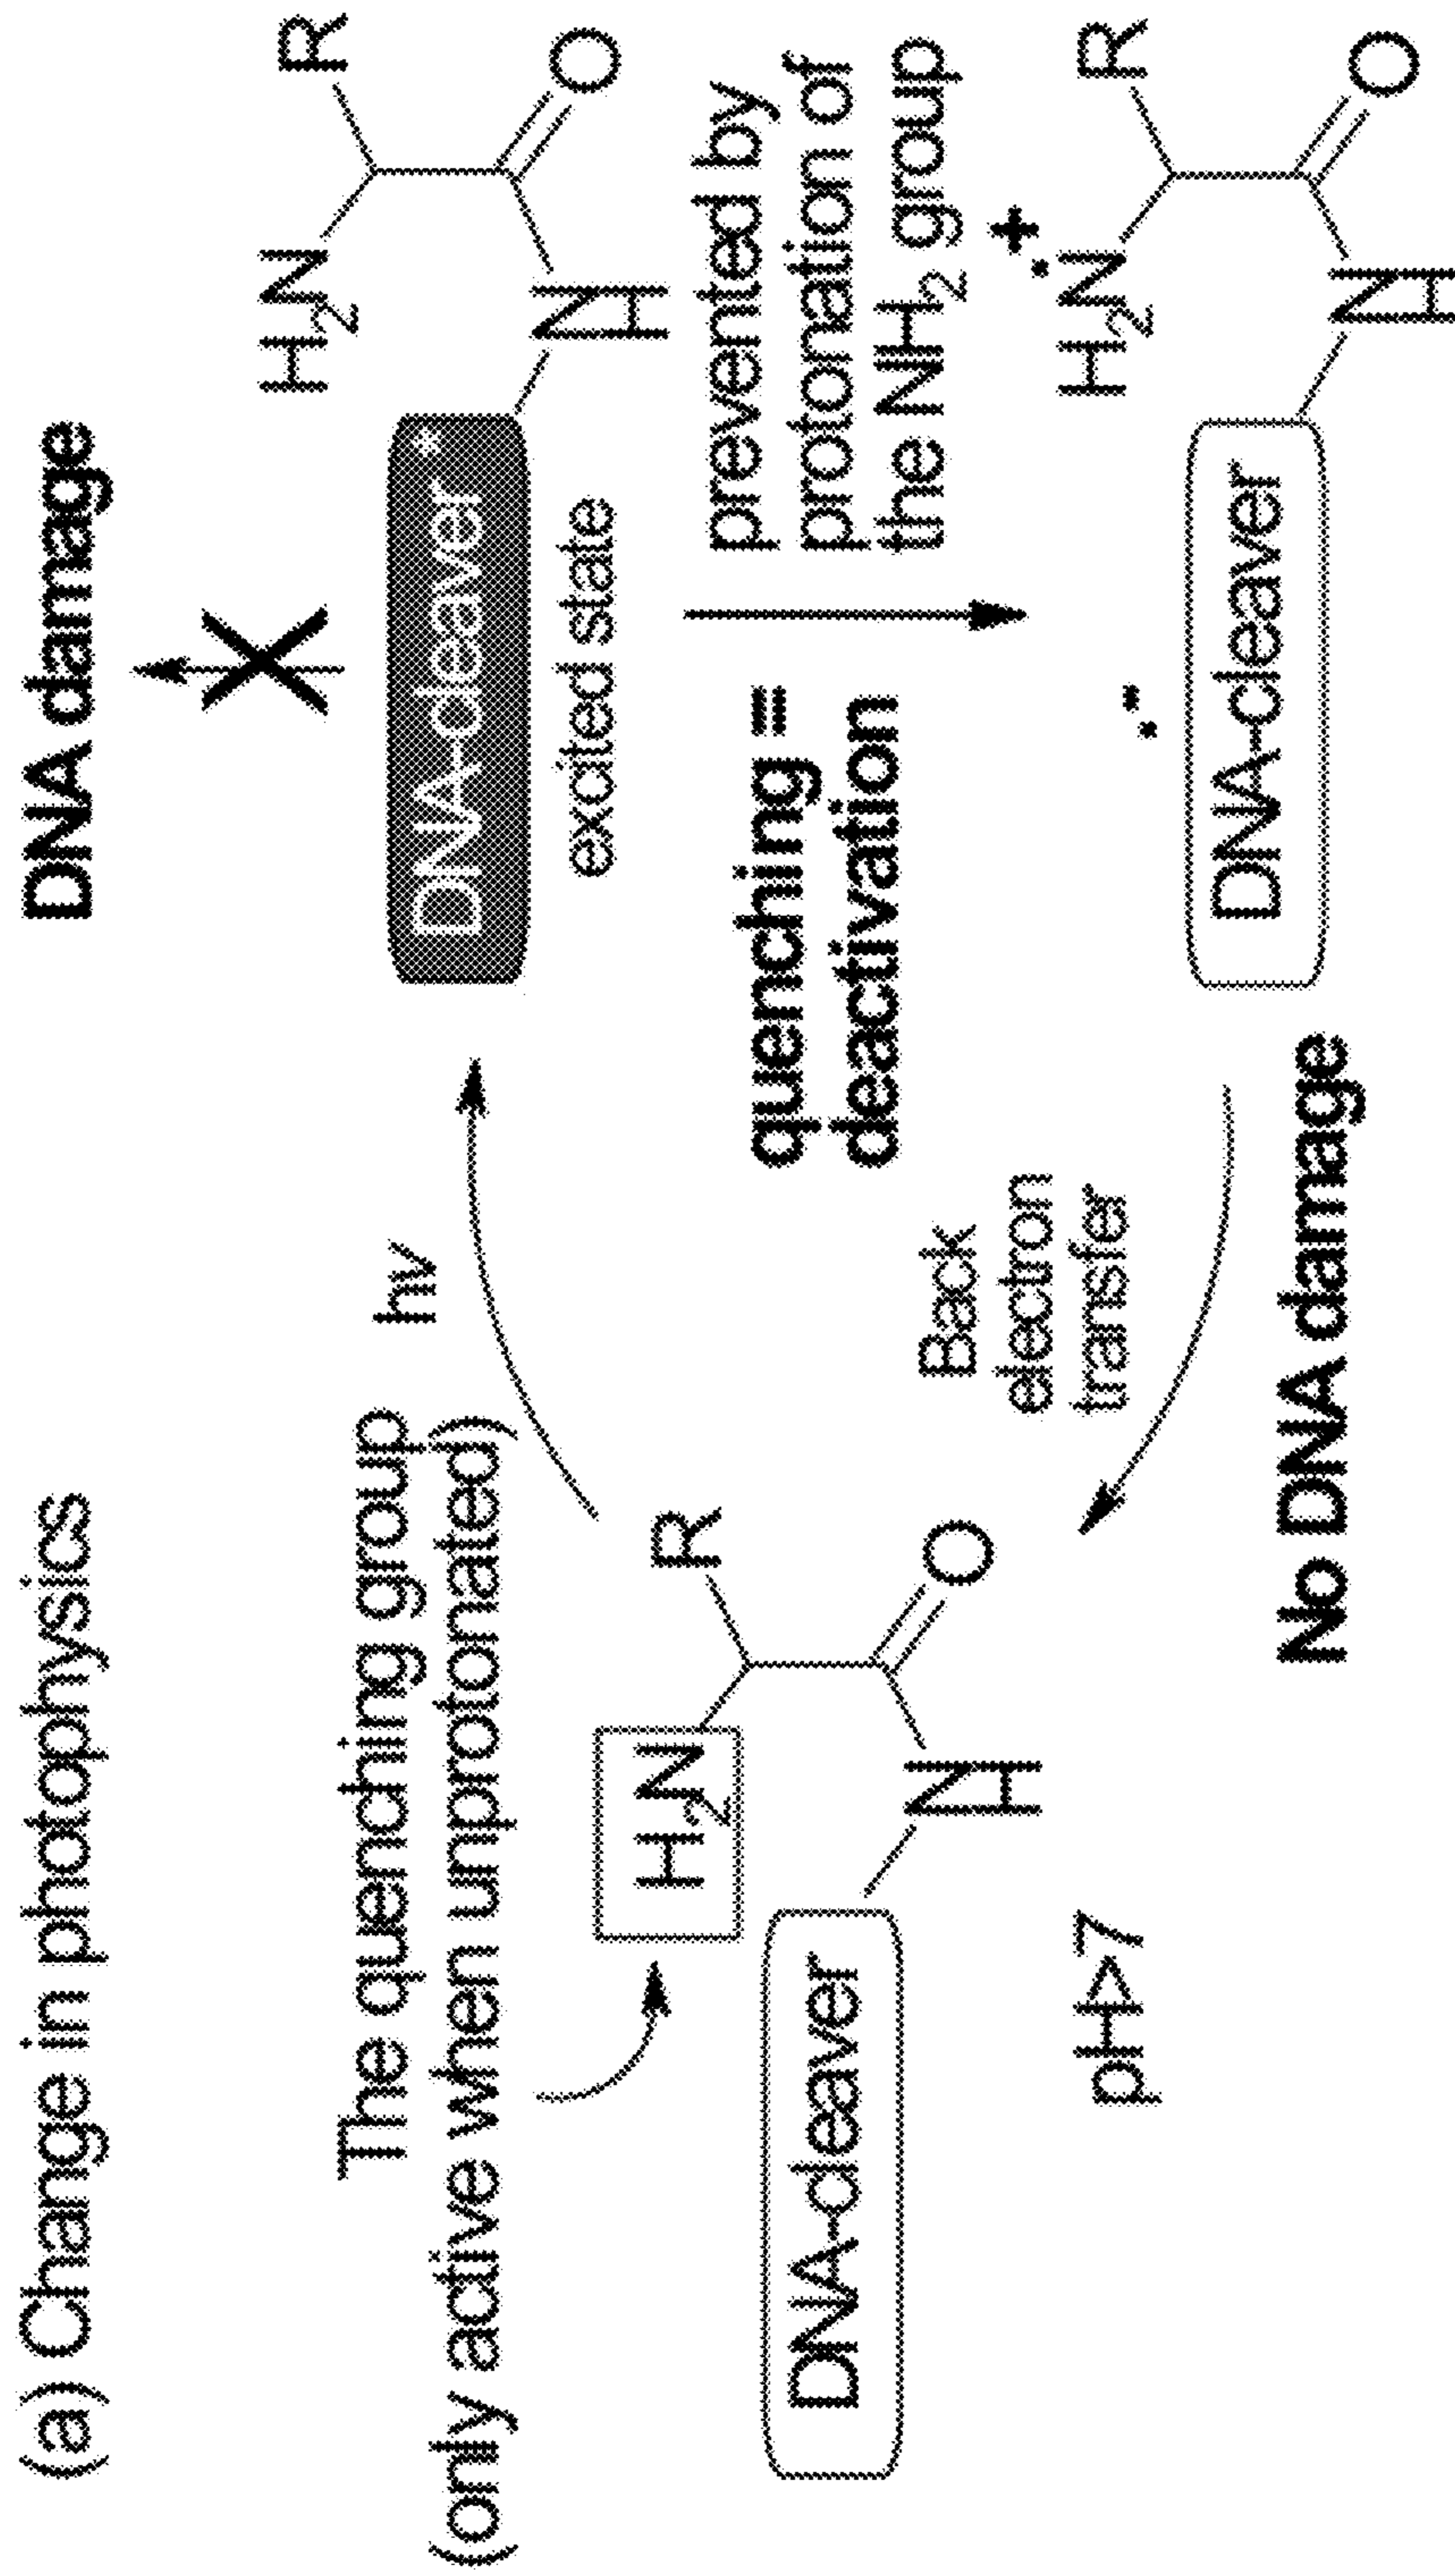 (a) Change in photophysics
DNA damage
The quenching group
(only active when unprotonated)
hν
DNA-cleaver *
H2N
R
N
H
O
excited state
H2N
R
DNA-cleaver
N
H
O
pH>7
quenching =
deactivation
prevented by
protonation of
the NH2 group
Back
electron
transfer
•-
DNA-cleaver
•+
H2N
R
N
H
O
No DNA damage